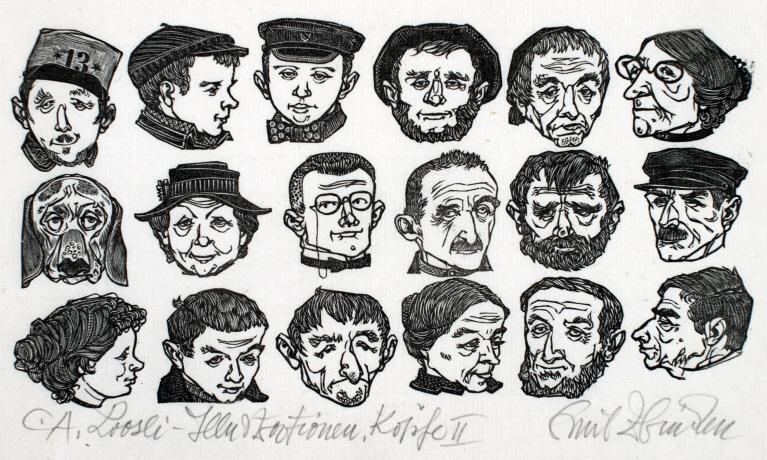 ★13★
C.A. Loosli-Illustrationen. Köpfe II
Emil Zbinden